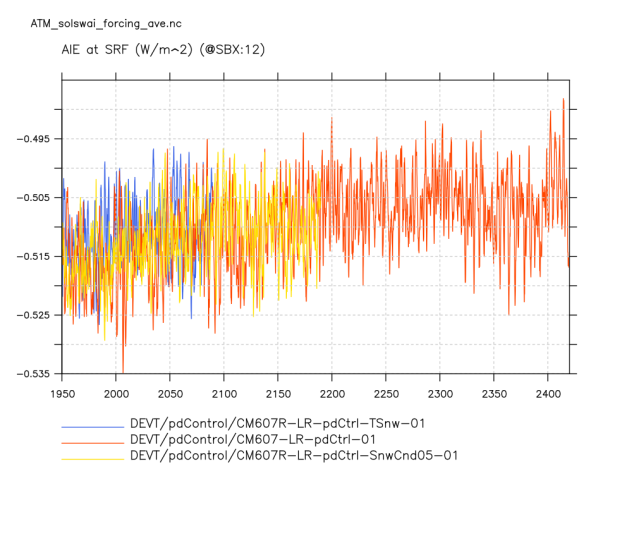 ATM_solswai_forcing_ave.nc
AIE at SRF (W/m^2) (@SBX:12)
-0.495
-0.505
-0.515
-0.525
-0.535
1950 2000 2050 2100 2150 2200 2250 2300 2350 2400
DEVT/pdControl/CM607R-LR-pdCtrl-TSnw-01
DEVT/pdControl/CM607-LR-pdCtrl-01
DEVT/pdControl/CM607R-LR-pdCtrl-SnwCnd05-01